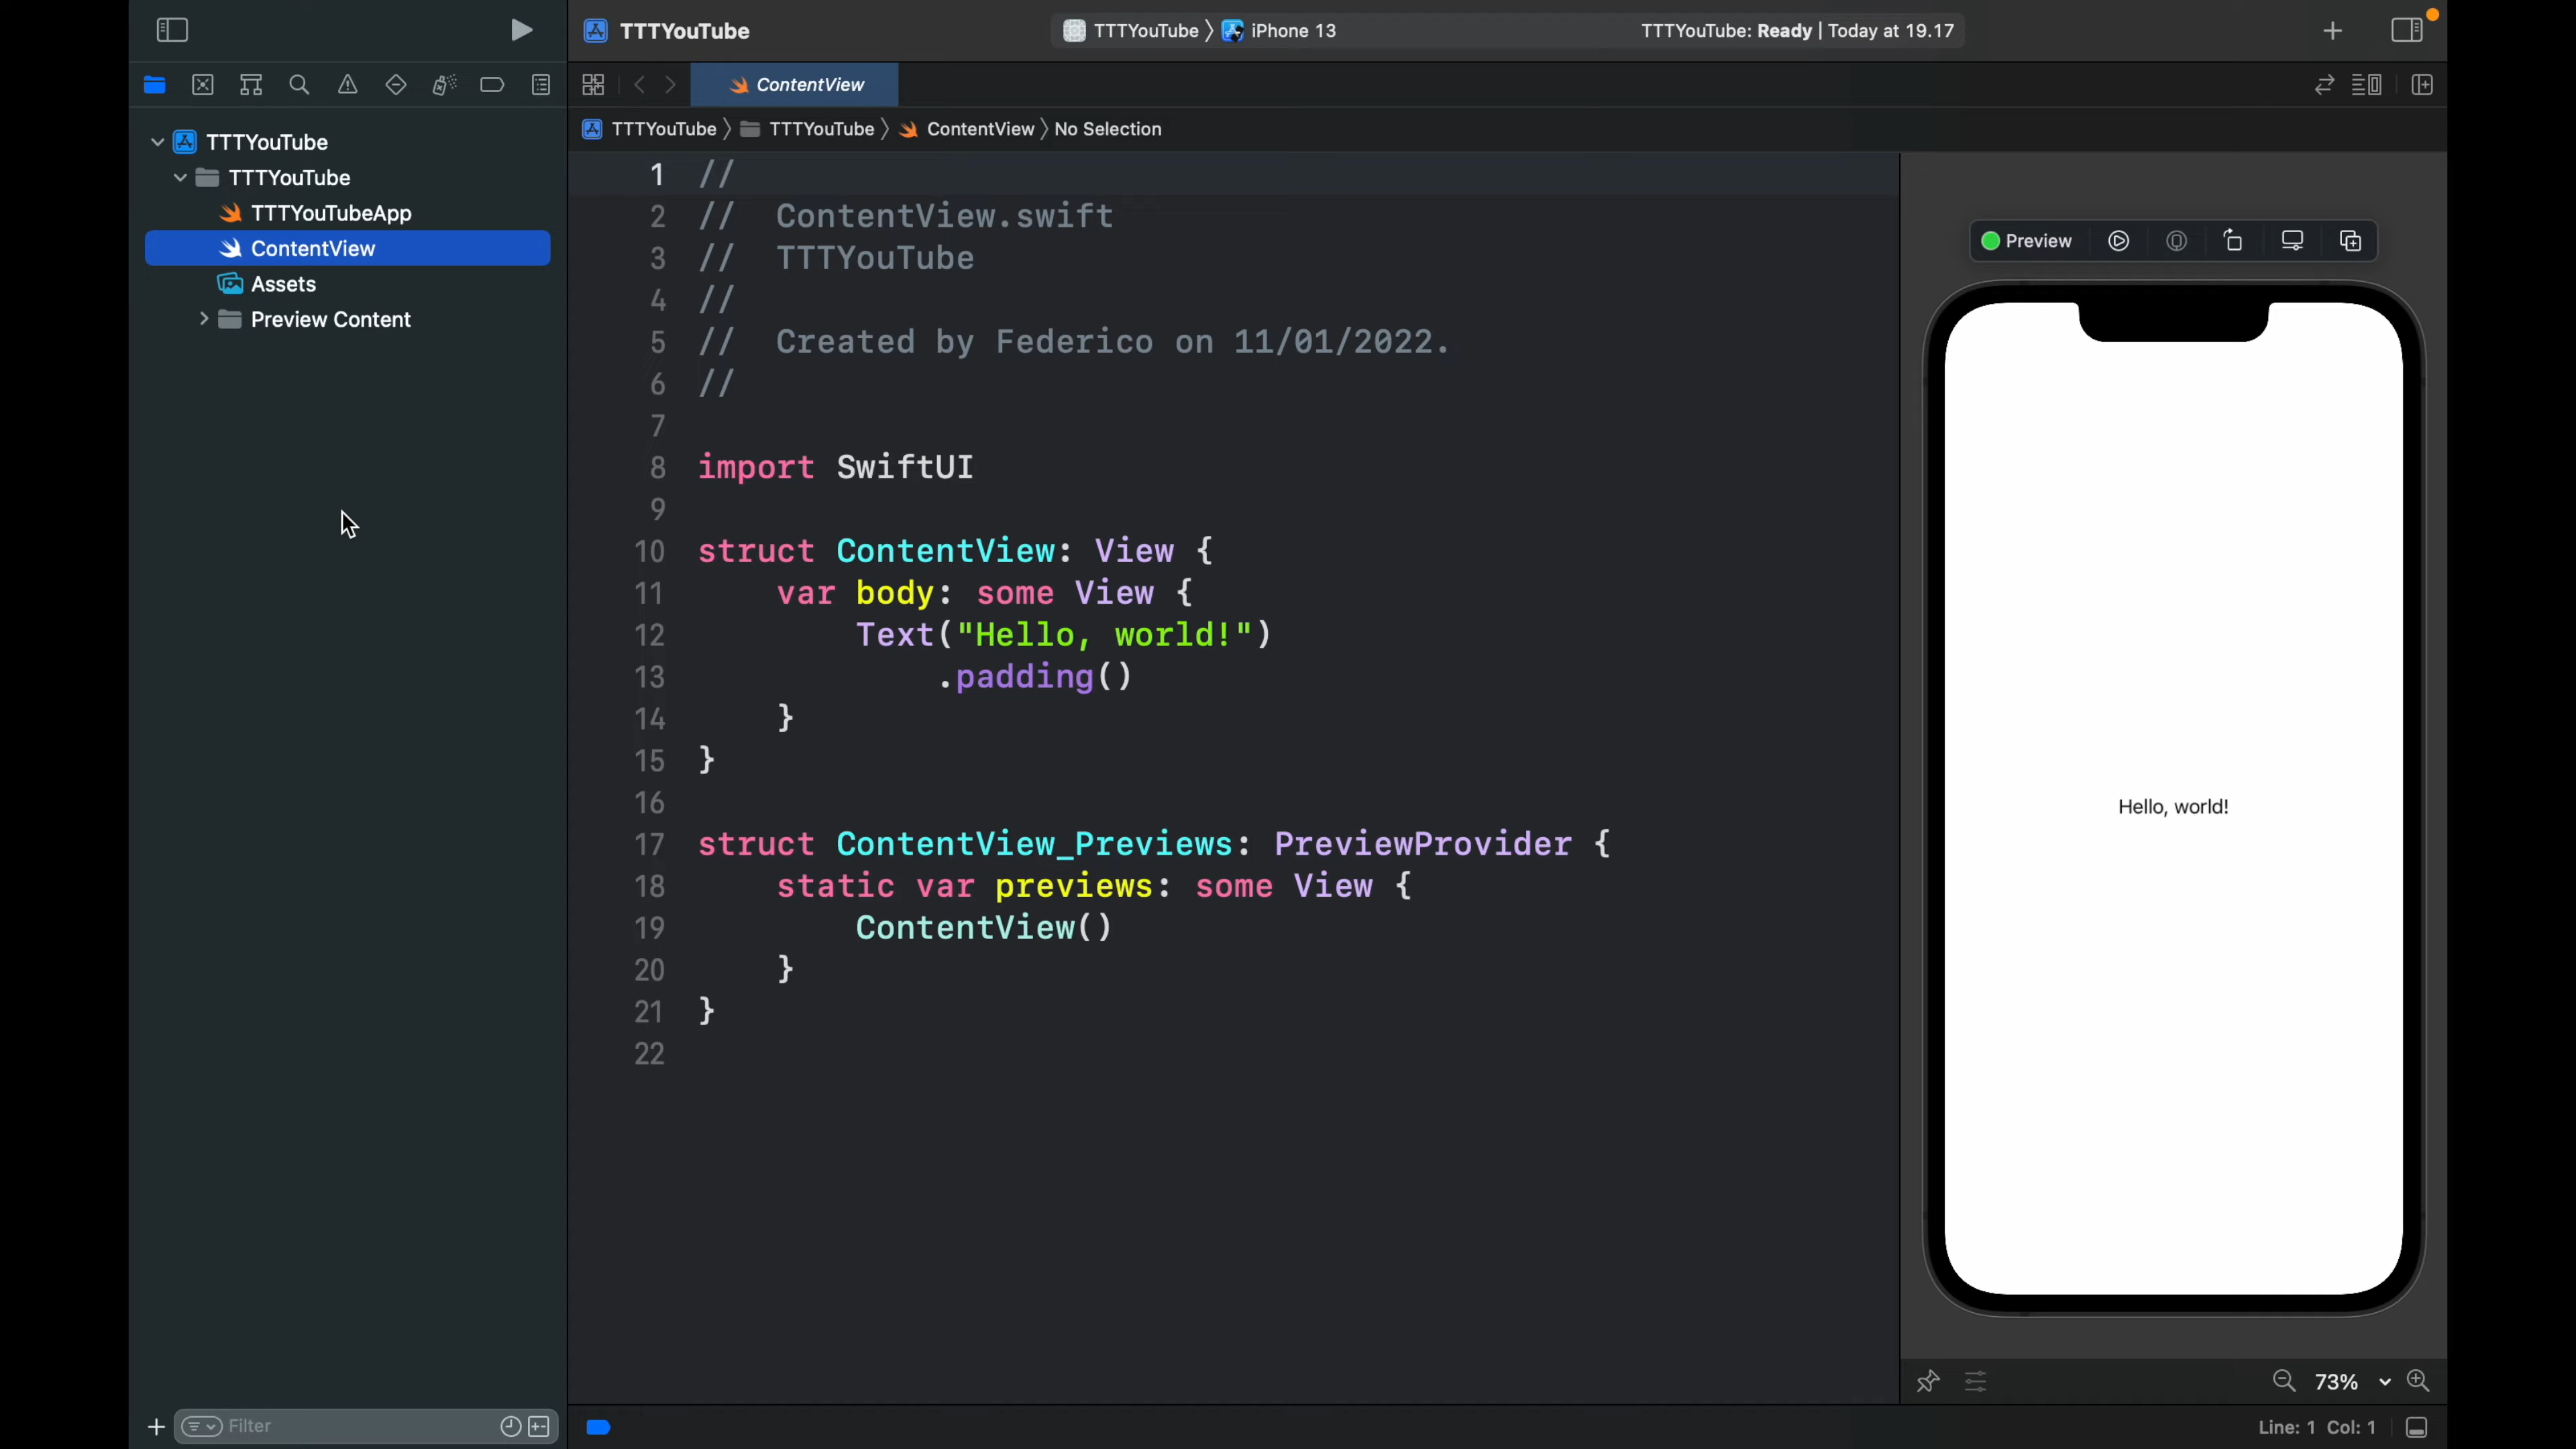 TTTYouTube
TTTYouTube 〉 iPhone 13
TTTYouTube: Ready | Today at 19.17
ContentView
TTTYouTube 〉 TTTYouTube 〉 ContentView 〉 No Selection
TTTYouTube
TTTYouTube
TTTYouTubeApp
ContentView
Assets
Preview Content
Filter
1 //
2 //  ContentView.swift
3 //  TTTYouTube
4 //
5 //  Created by Federico on 11/01/2022.
6 //
7
8 import SwiftUI
9
10 struct ContentView: View {
11     var body: some View {
12         Text("Hello, world!")
13             .padding()
14     }
15 }
16
17 struct ContentView_Previews: PreviewProvider {
18     static var previews: some View {
19         ContentView()
20     }
21 }
22
Preview
Hello, world!
73%
Line: 1 Col: 1